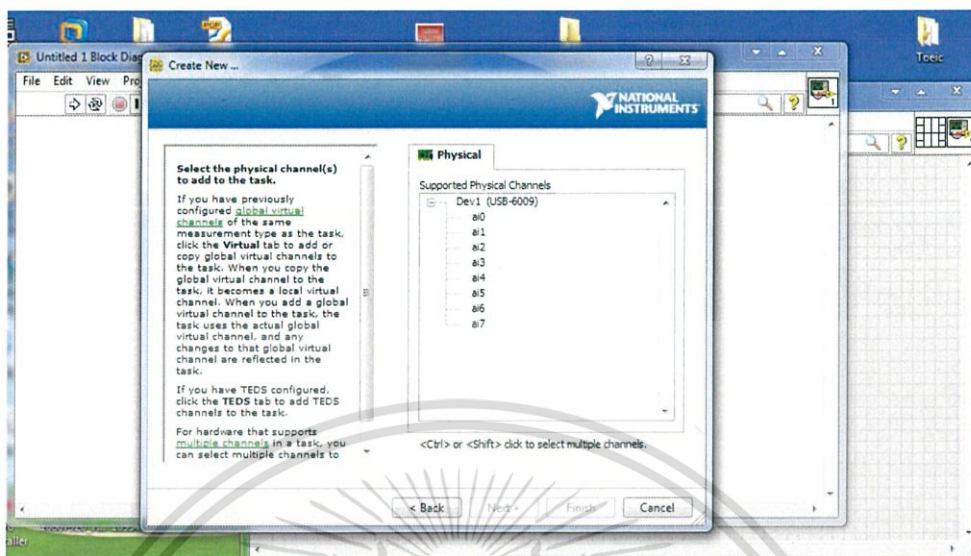 Toeic
Untitled 1 Block Diag
File Edit View Pro
Create New ...
NATIONAL
INSTRUMENTS
Select the physical channel(s)
to add to the task.
If you have previously
configured global virtual
channels of the same
measurement type as the task,
click the Virtual tab to add or
copy global virtual channels to
the task. When you copy the
global virtual channel to the
task, it becomes a local virtual
channel. When you add a global
virtual channel to the task, the
task uses the actual global
virtual channel, and any
changes to that global virtual
channel are reflected in the
task.
If you have TEDS configured,
click the TEDS tab to add TEDS
channels to the task.
For hardware that supports
multiple channels in a task, you
can select multiple channels to
Physical
Supported Physical Channels
Dev1 (USB-6009)
ai0
ai1
ai2
ai3
ai4
ai5
ai6
ai7
<Ctrl> or <Shift> click to select multiple channels.
< Back Next > Finish Cancel